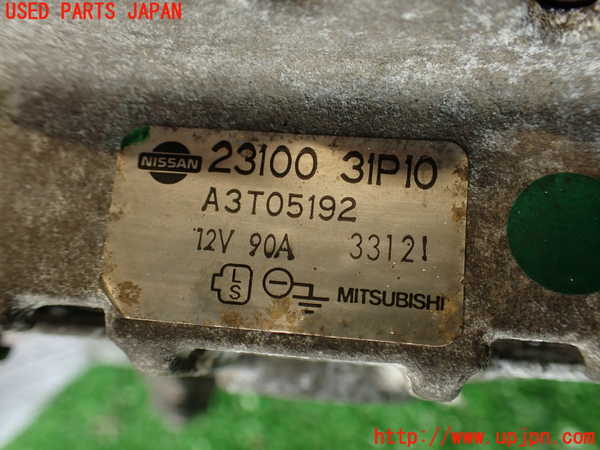 USED PARTS JAPAN
NISSAN 23100 31P10
A3T05192
12V 90A 33121
L
S
MITSUBISHI
http://www.upjpn.com/